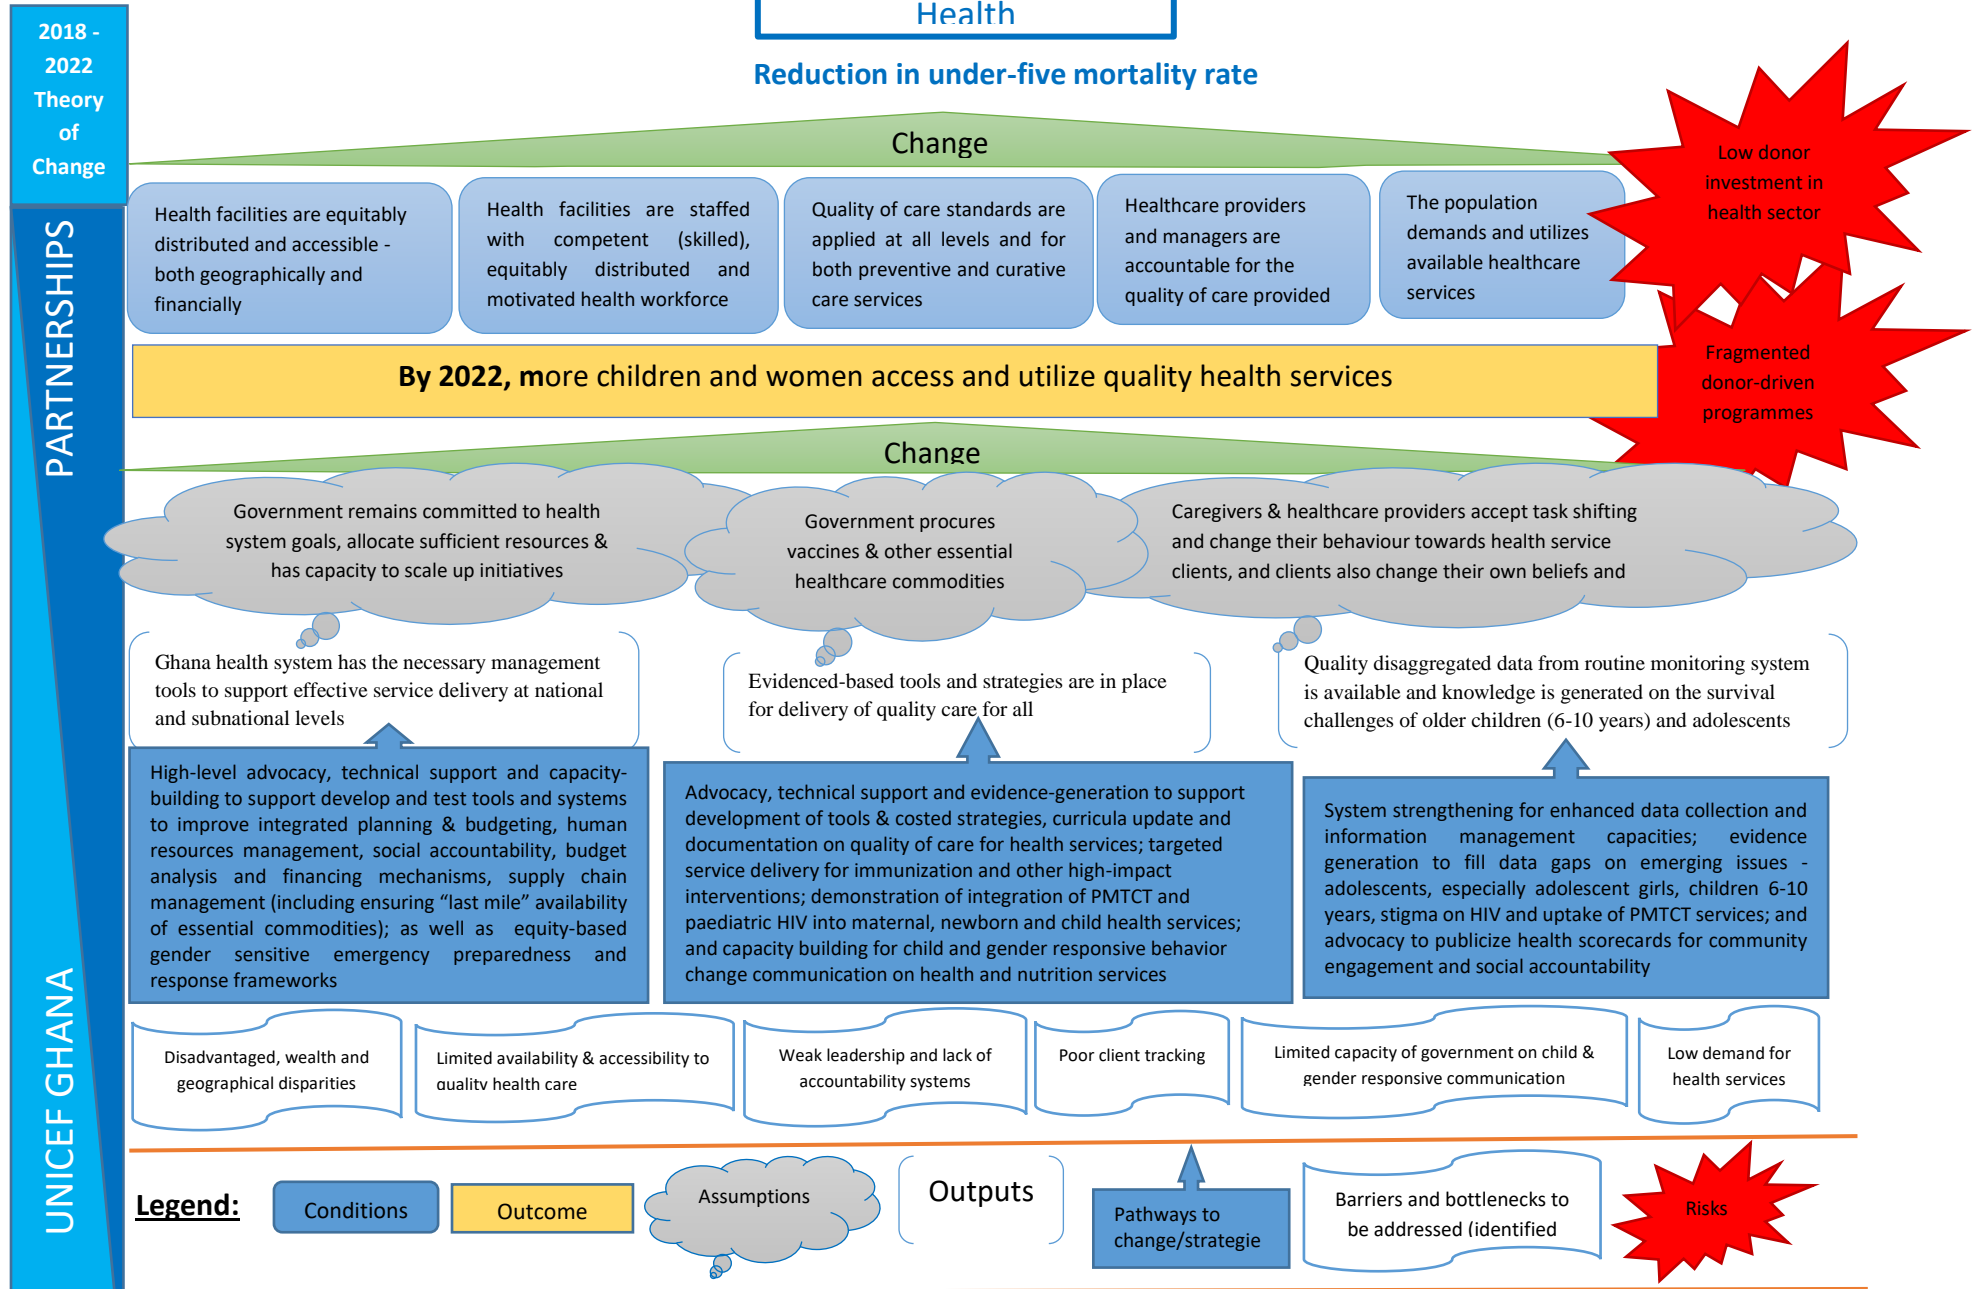 2018 -
2022
Theory
of
Change
PARTNERSHIPS
UNICEF GHANA
Health
Reduction in under-five mortality rate
Change
Low donor
investment in
health sector
Health facilities are equitably
distributed and accessible -
both geographically and
financially
Health facilities are staffed
with competent (skilled),
equitably distributed and
motivated health workforce
Quality of care standards are
applied at all levels and for
both preventive and curative
care services
Healthcare providers
and managers are
accountable for the
quality of care provided
The population
demands and utilizes
available healthcare
services
Fragmented
donor-driven
programmes
By 2022, more children and women access and utilize quality health services
Change
Government remains committed to health
system goals, allocate sufficient resources &
has capacity to scale up initiatives
Government procures
vaccines & other essential
healthcare commodities
Caregivers & healthcare providers accept task shifting
and change their behaviour towards health service
clients, and clients also change their own beliefs and
Ghana health system has the necessary management
tools to support effective service delivery at national
and subnational levels
Evidenced-based tools and strategies are in place
for delivery of quality care for all
Quality disaggregated data from routine monitoring system
is available and knowledge is generated on the survival
challenges of older children (6-10 years) and adolescents
High-level advocacy, technical support and capacity-
building to support develop and test tools and systems
to improve integrated planning & budgeting, human
resources management, social accountability, budget
analysis and financing mechanisms, supply chain
management (including ensuring “last mile” availability
of essential commodities); as well as equity-based
gender sensitive emergency preparedness and
response frameworks
Advocacy, technical support and evidence-generation to support
development of tools & costed strategies, curricula update and
documentation on quality of care for health services; targeted
service delivery for immunization and other high-impact
interventions; demonstration of integration of PMTCT and
paediatric HIV into maternal, newborn and child health services;
and capacity building for child and gender responsive behavior
change communication on health and nutrition services
System strengthening for enhanced data collection and
information management capacities; evidence
generation to fill data gaps on emerging issues -
adolescents, especially adolescent girls, children 6-10
years, stigma on HIV and uptake of PMTCT services; and
advocacy to publicize health scorecards for community
engagement and social accountability
Disadvantaged, wealth and
geographical disparities
Limited availability & accessibility to
quality health care
Weak leadership and lack of
accountability systems
Poor client tracking
Limited capacity of government on child &
gender responsive communication
Low demand for
health services
Legend:
Conditions
Outcome
Assumptions
Outputs
Pathways to
change/strategie
Barriers and bottlenecks to
be addressed (identified
Risks